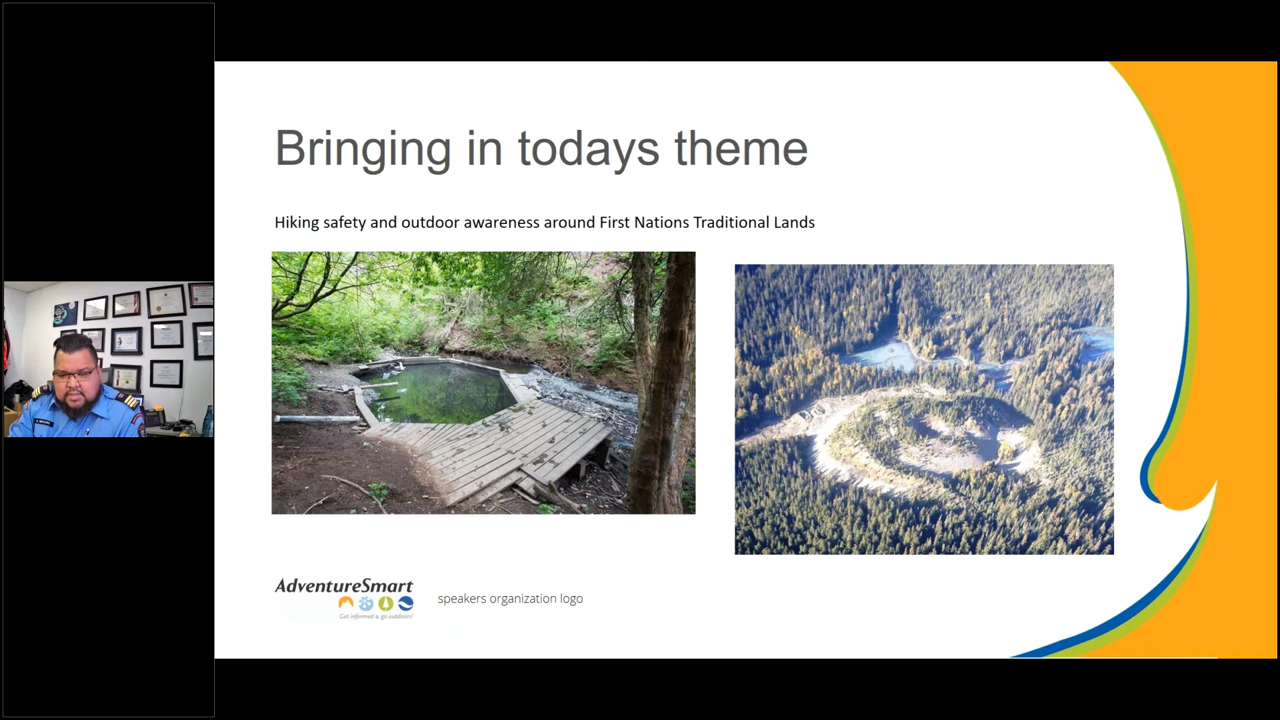 Bringing in todays theme
Hiking safety and outdoor awareness around First Nations Traditional Lands
AdventureSmart
Get informed & go outdoors!
speakers organization logo